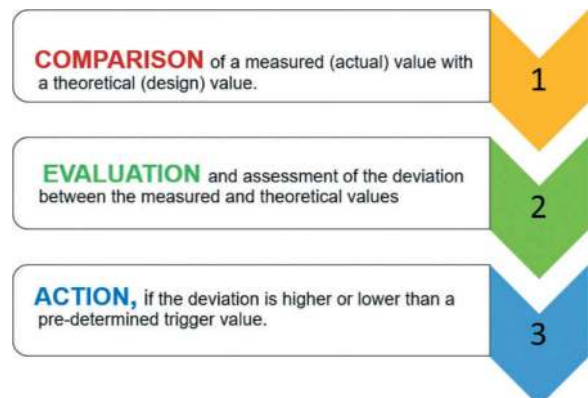 COMPARISON of a measured (actual) value with
a theoretical (design) value.
1
EVALUATION and assessment of the deviation
between the measured and theoretical values
2
ACTION, if the deviation is higher or lower than a
pre-determined trigger value.
3